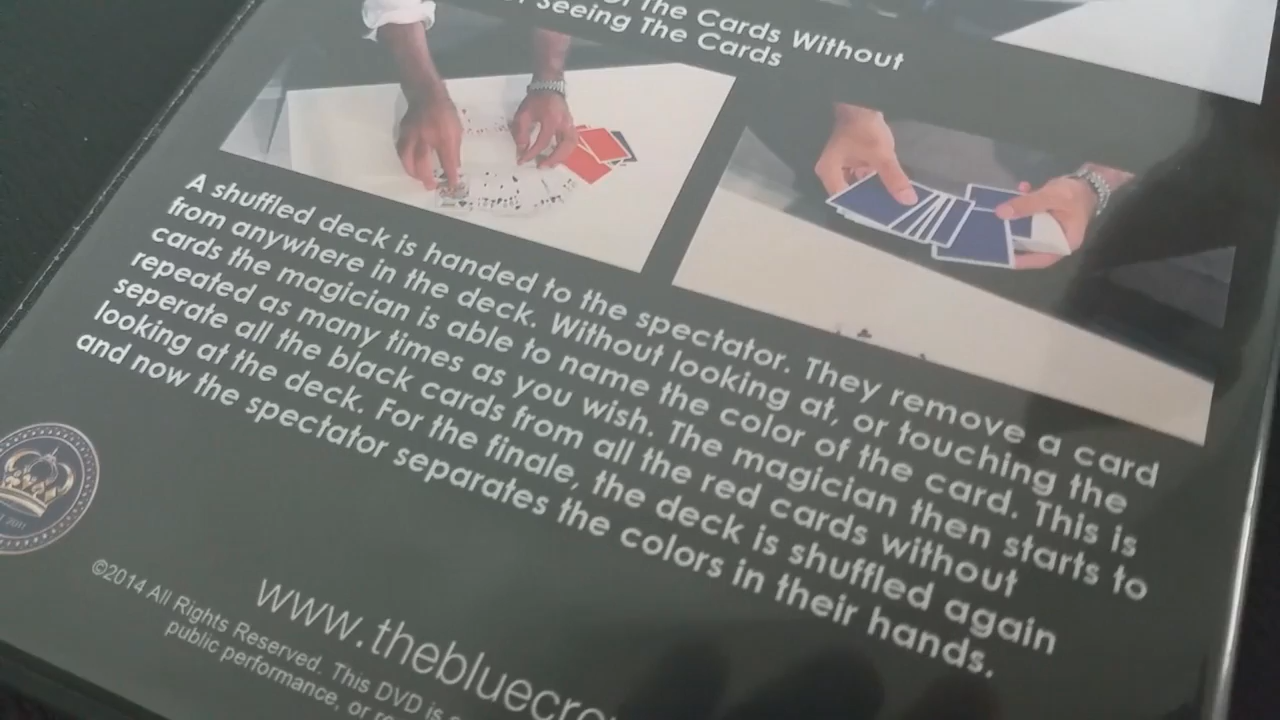 The Cards Without
Seeing The Cards
A shuffled deck is handed to the spectator. They remove a card
from anywhere in the deck. Without looking at, or touching the
cards the magician is able to name the color of the card. This is
repeated as many times as you wish. The magician then starts to
seperate all the black cards from all the red cards without
looking at the deck. For the finale, the deck is shuffled again
and now the spectator separates the colors in their hands.
2011
www.thebluecro
©2014 All Rights Reserved. This DVD is
public performance, or